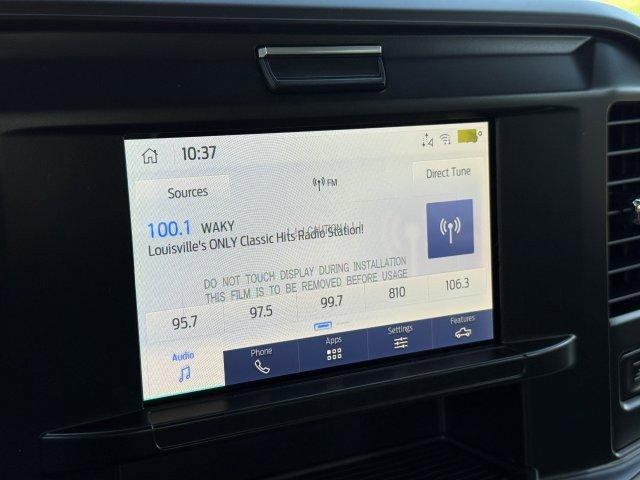 10:37
Sources
FM
Direct Tune
100.1 WAKY
! ! CAUTION ! !
Louisville's ONLY Classic Hits Radio Station!
DO NOT TOUCH DISPLAY DURING INSTALLATION
THIS FILM IS TO BE REMOVED BEFORE USAGE
95.7 97.5 99.7 810 106.3
Audio Phone Apps Settings Features